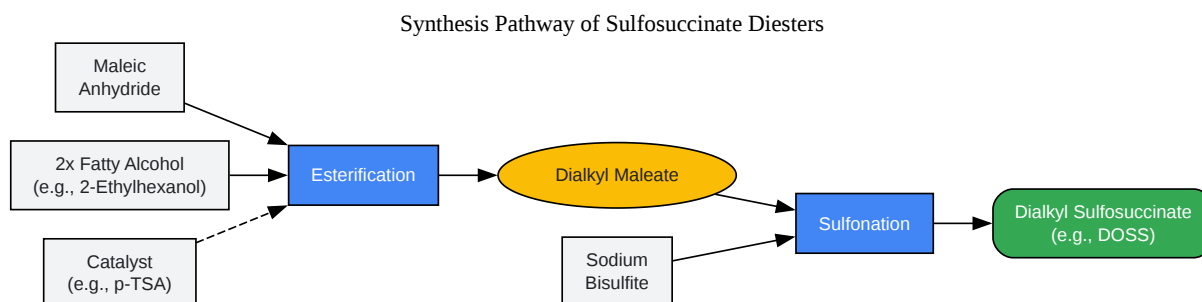 Synthesis Pathway of Sulfosuccinate Diesters
Maleic
Anhydride
2x Fatty Alcohol
(e.g., 2-Ethylhexanol)
Catalyst
(e.g., p-TSA)
Esterification
Dialkyl Maleate
Sodium
Bisulfite
Sulfonation
Dialkyl Sulfosuccinate
(e.g., DOSS)